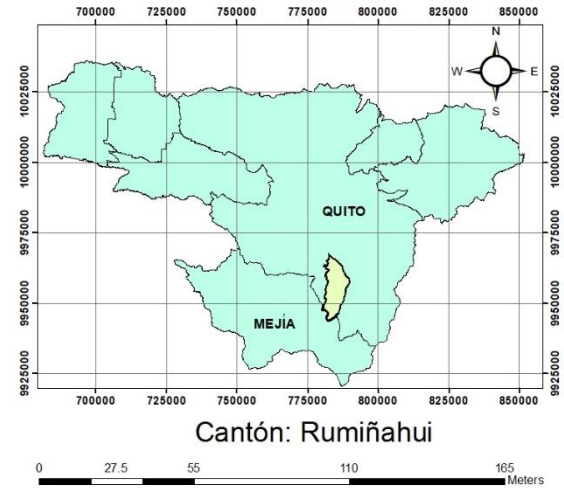 700000 725000 750000 775000 800000 825000 850000
N
W E
S
10025000 10025000
10000000 10000000
QUITO
9975000 9975000
9950000 9950000
MEJÍA
9925000 9925000
700000 725000 750000 775000 800000 825000 850000
Cantón: Rumiñahui
0 27.5 55 110 165
Meters